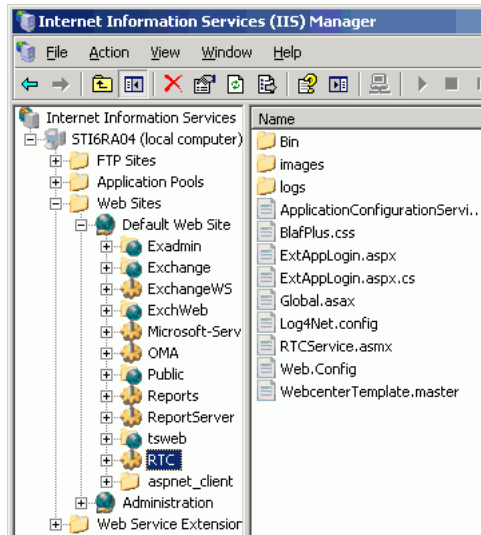 Internet Information Services (IIS) Manager
File Action View Window Help
Internet Information Services
STI6RA04 (local computer)
FTP Sites
Application Pools
Web Sites
Default Web Site
Exadmin
Exchange
ExchangeWS
ExchWeb
Microsoft-Serv
OMA
Public
Reports
ReportServer
tsweb
RTC
aspnet_client
Administration
Web Service Extension
Name
Bin
images
logs
ApplicationConfigurationServi...
BlafPlus.css
ExtAppLogin.aspx
ExtAppLogin.aspx.cs
Global.asax
Log4Net.config
RTCService.asmx
Web.Config
WebcenterTemplate.master